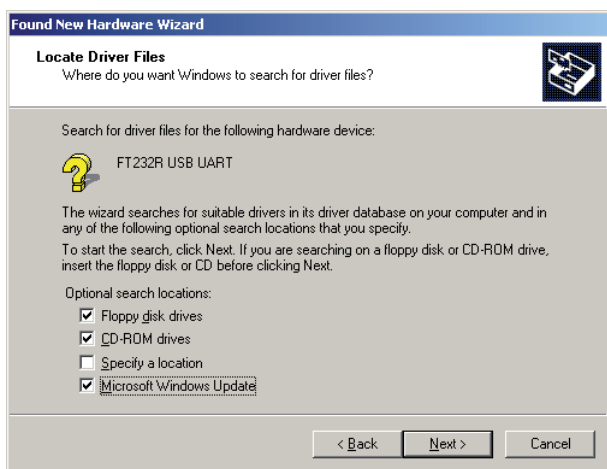 Found New Hardware Wizard
Locate Driver Files
Where do you want Windows to search for driver files?
Search for driver files for the following hardware device:
FT232R USB UART
The wizard searches for suitable drivers in its driver database on your computer and in
any of the following optional search locations that you specify.
To start the search, click Next. If you are searching on a floppy disk or CD-ROM drive,
insert the floppy disk or CD before clicking Next.
Optional search locations:
Floppy disk drives
CD-ROM drives
Specify a location
Microsoft Windows Update
< Back Next > Cancel